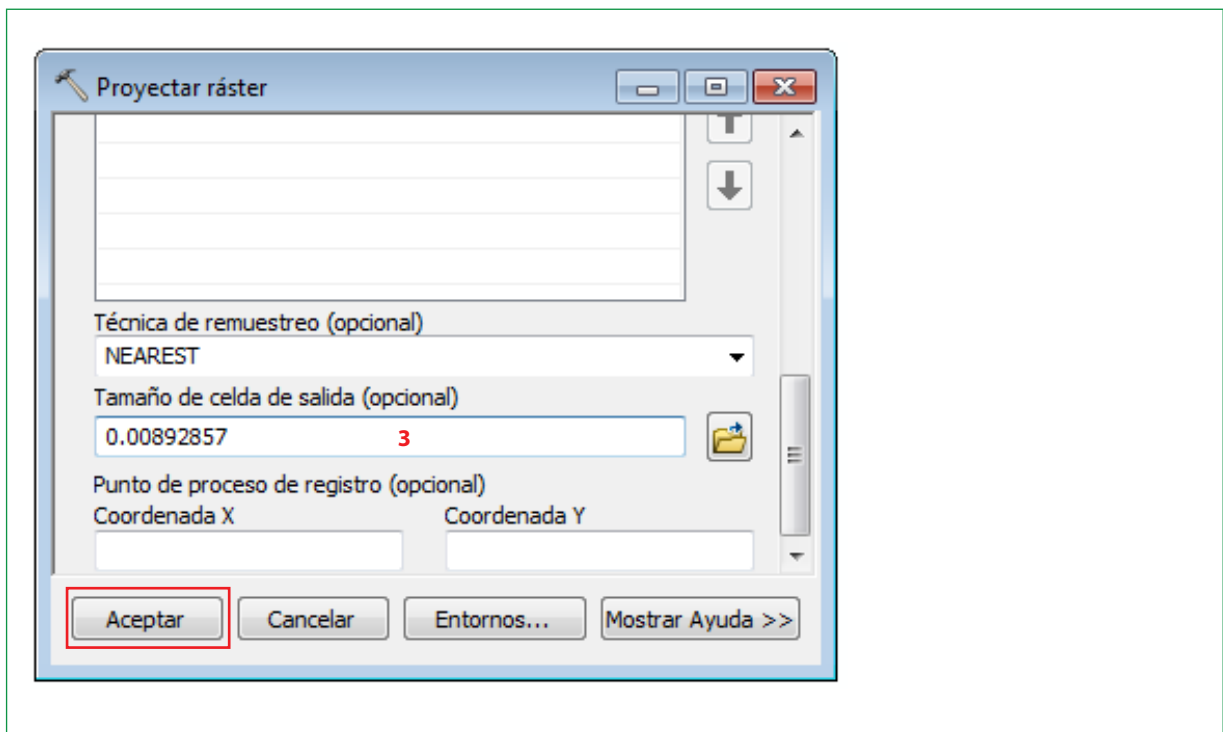 Proyectar ráster
Técnica de remuestreo (opcional)
NEAREST
Tamaño de celda de salida (opcional)
0.00892857 3
Punto de proceso de registro (opcional)
Coordenada X Coordenada Y
Aceptar Cancelar Entornos... Mostrar Ayuda >>